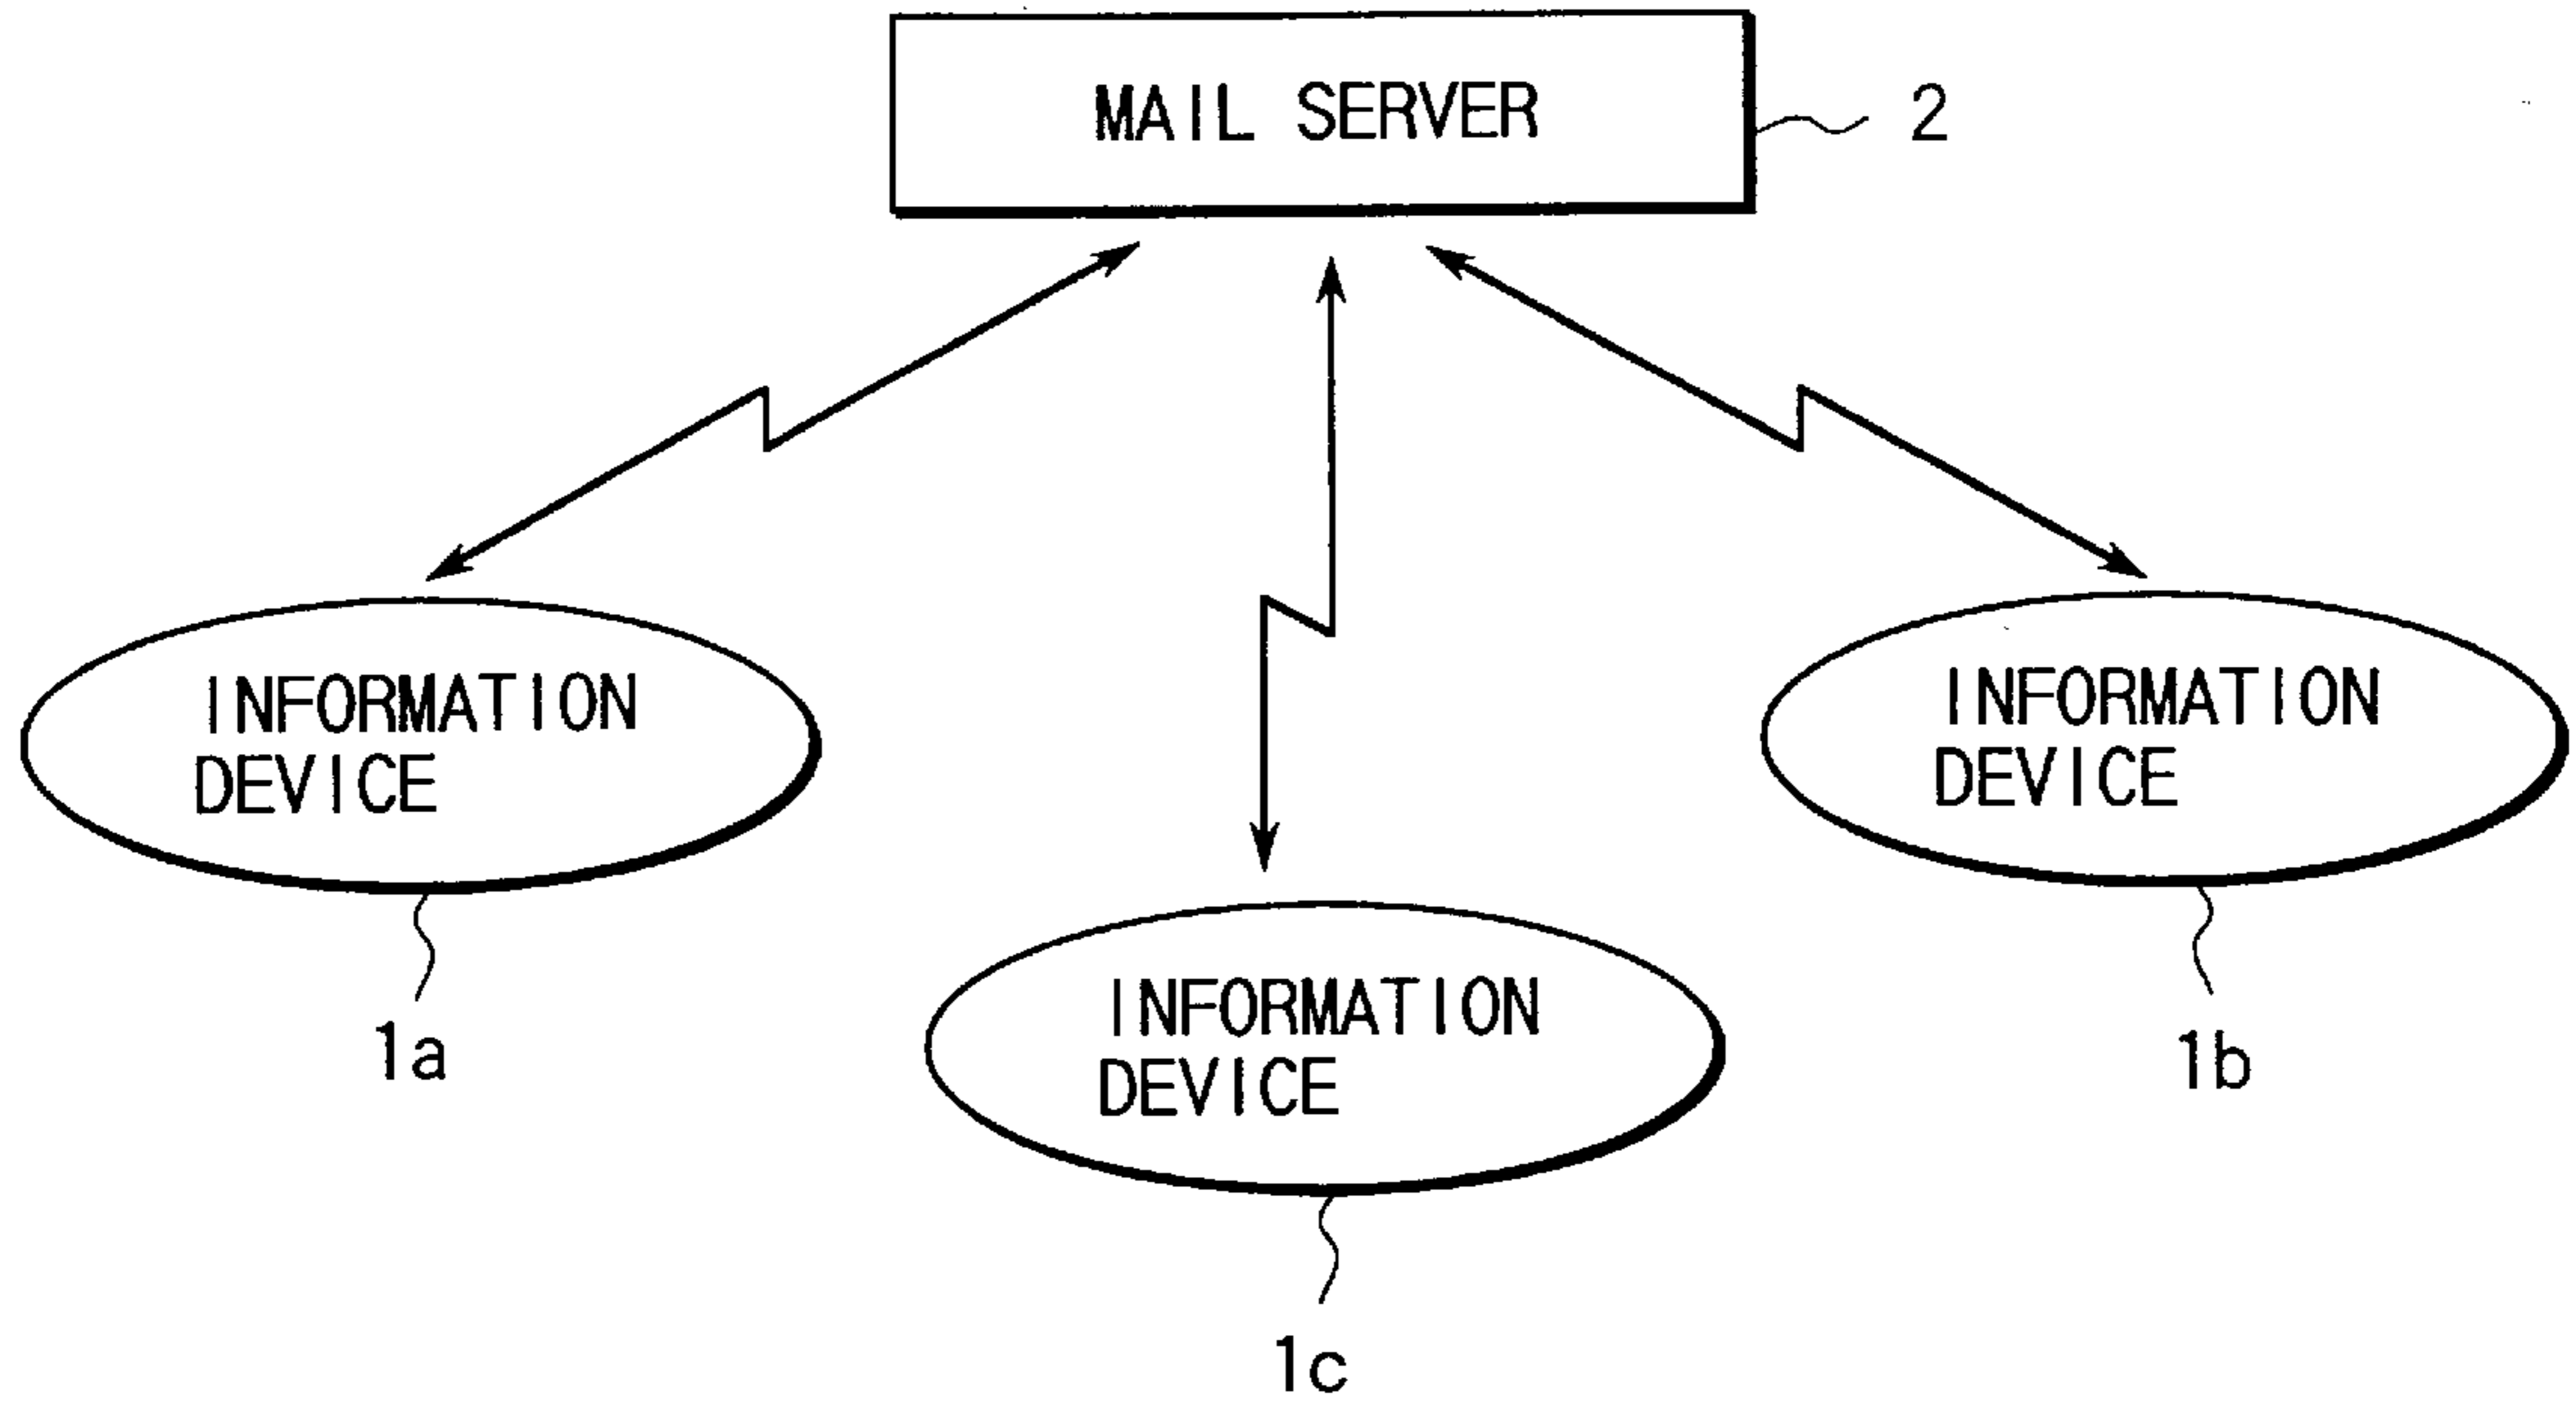 MAIL SERVER
2
INFORMATION
DEVICE
1a
INFORMATION
DEVICE
1c
INFORMATION
DEVICE
1b